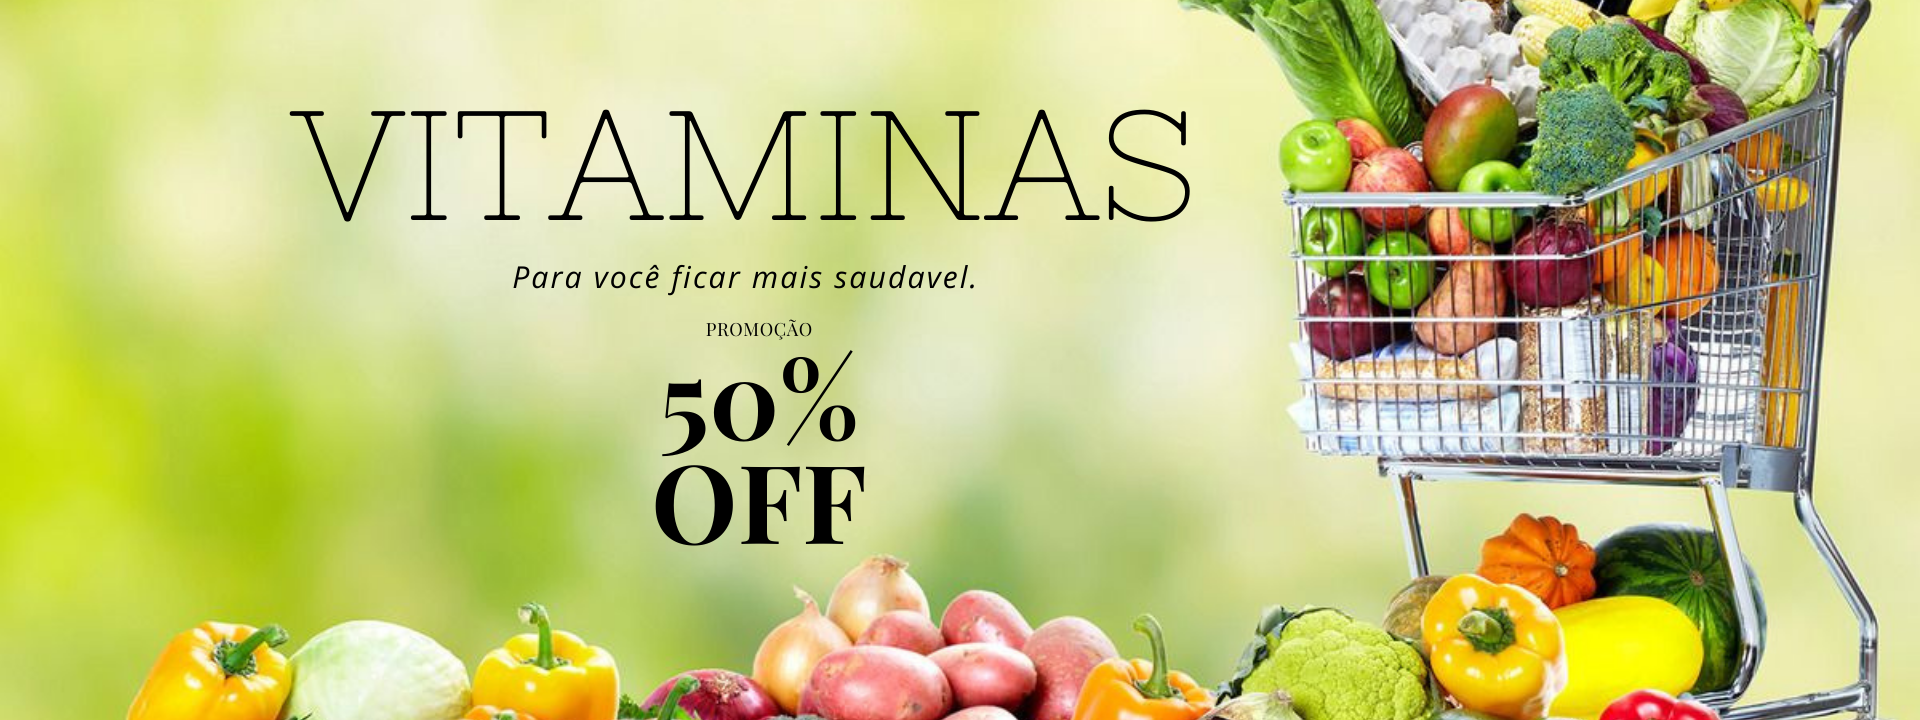 VITAMINAS
Para você ficar mais saudavel.
PROMOÇÃO
50%
OFF